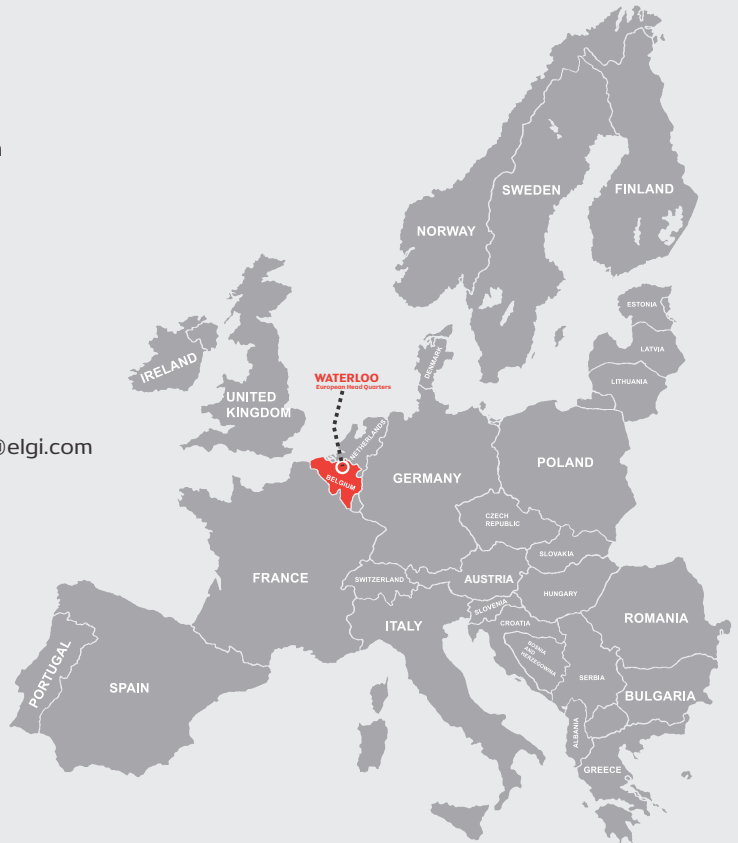 SWEDEN
FINLAND
NORWAY
ESTONIA
LATVIA
LITHUANIA
DENMARK
IRELAND
UNITED
KINGDOM
WATERLOO
European Head Quarters
NETHERLANDS
BELGIUM
@elgi.com
GERMANY
POLAND
CZECH
REPUBLIC
SLOVAKIA
FRANCE
SWITZERLAND
AUSTRIA
HUNGARY
SLOVENIA
CROATIA
ITALY
ROMANIA
BOSNIA
AND
HERZEGOWINA
SERBIA
BULGARIA
PORTUGAL
SPAIN
ALBANIA
GREECE